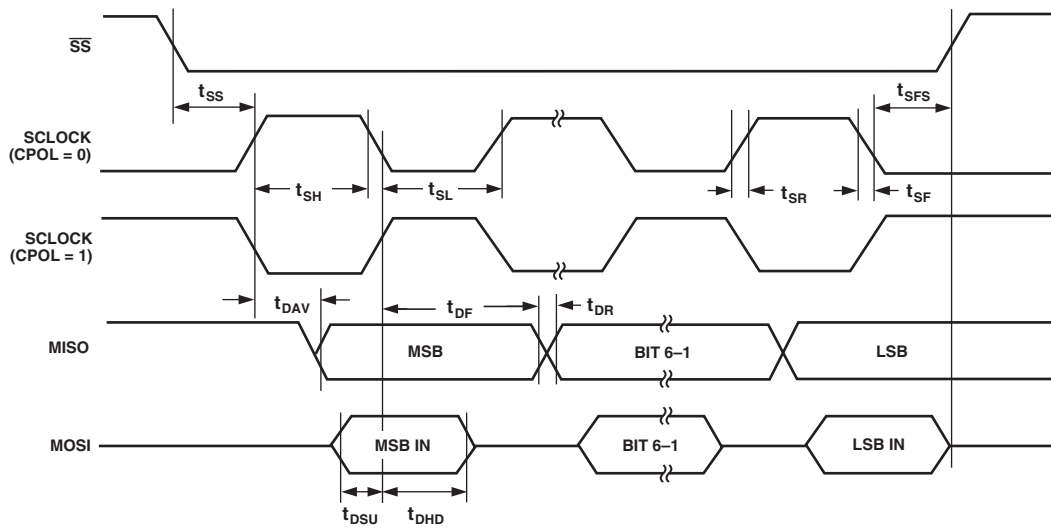 SS
tSS
tSFS
SCLOCK
(CPOL = 0)
tSH
tSL
tSR
tSF
SCLOCK
(CPOL = 1)
tDAV
tDF
tDR
MISO
MSB
BIT 6–1
LSB
MOSI
MSB IN
BIT 6–1
LSB IN
tDSU
tDHD